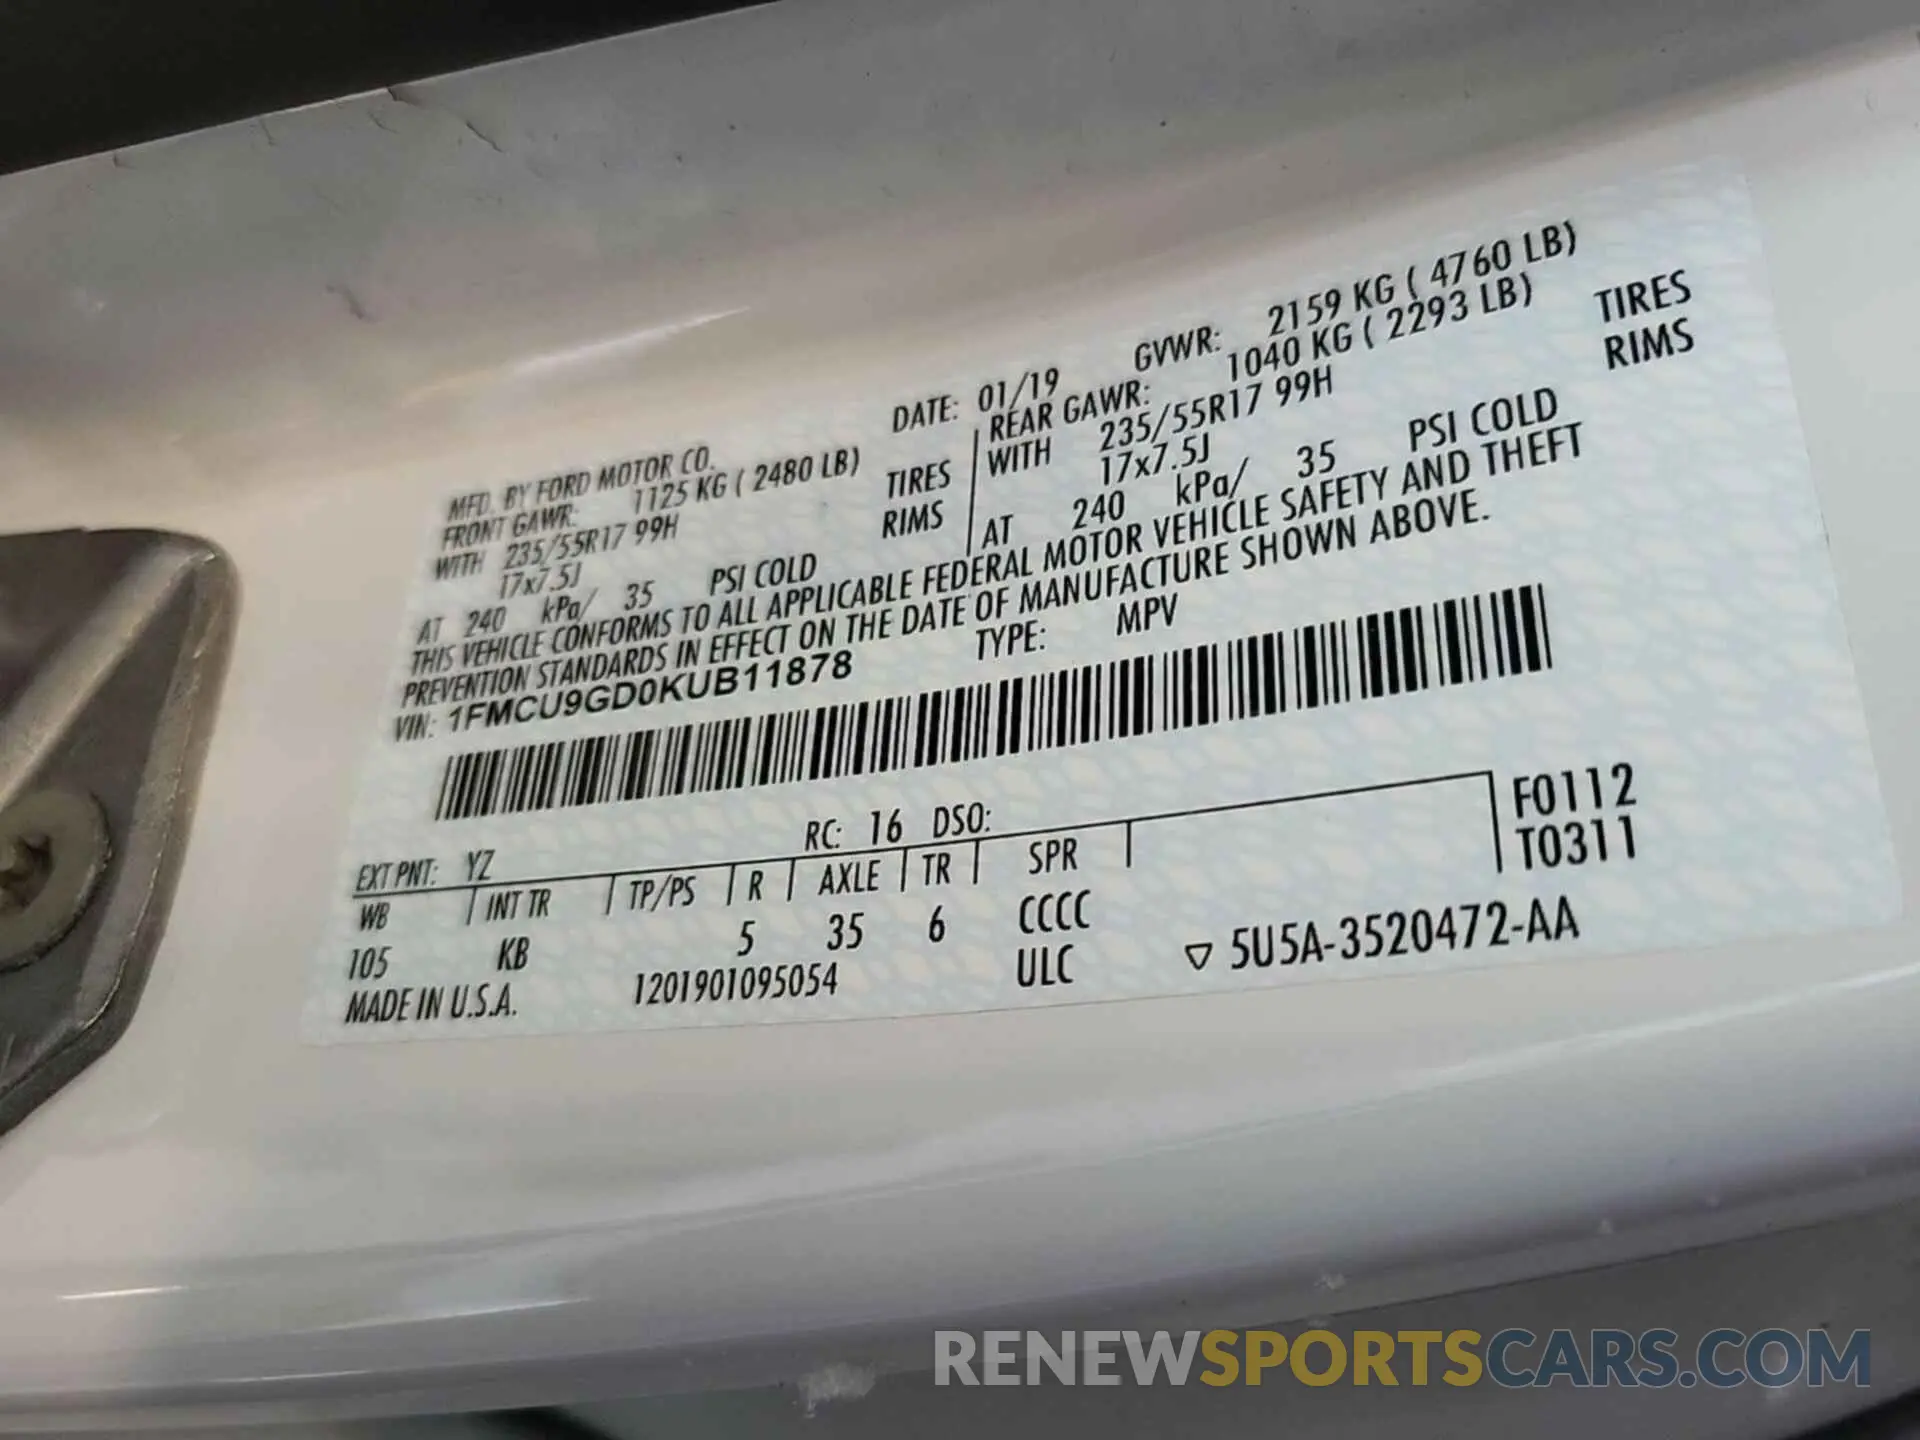 MFD. BY FORD MOTOR CO. DATE: 01/19 GVWR: 2159 KG ( 4760 LB)
FRONT GAWR: 1125 KG ( 2480 LB) REAR GAWR: 1040 KG ( 2293 LB)
WITH 235/55R17 99H TIRES WITH 235/55R17 99H TIRES
17x7.5J RIMS 17x7.5J RIMS
AT 240 kPa/ 35 PSI COLD AT 240 kPa/ 35 PSI COLD
THIS VEHICLE CONFORMS TO ALL APPLICABLE FEDERAL MOTOR VEHICLE SAFETY AND THEFT
PREVENTION STANDARDS IN EFFECT ON THE DATE OF MANUFACTURE SHOWN ABOVE.
VIN: 1FMCU9GD0KUB11878 TYPE: MPV
EXT PNT: YZ RC: 16 DSO: F0112
WB INT TR TP/PS R AXLE TR SPR T0311
105 KB 5 35 6 CCCC
MADE IN U.S.A. 1201901095054 ULC ▽ 5U5A-3520472-AA
RENEWSPORTSCARS.COM